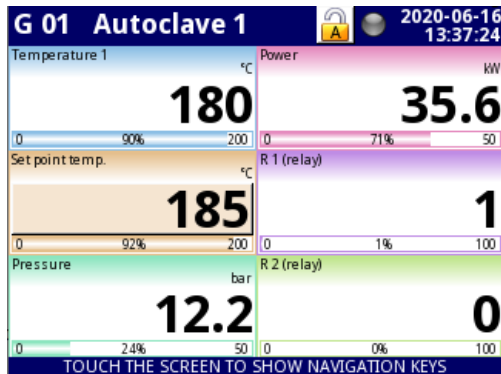 G 01 Autoclave 1
A
2020-06-16
13:37:24
Temperature 1
°C
180
0 90% 200
Power
kW
35.6
0 71% 50
Set point temp.
°C
185
0 92% 200
R 1 (relay)
1
0 1% 100
Pressure
bar
12.2
0 24% 50
R 2 (relay)
0
0 0% 100
TOUCH THE SCREEN TO SHOW NAVIGATION KEYS